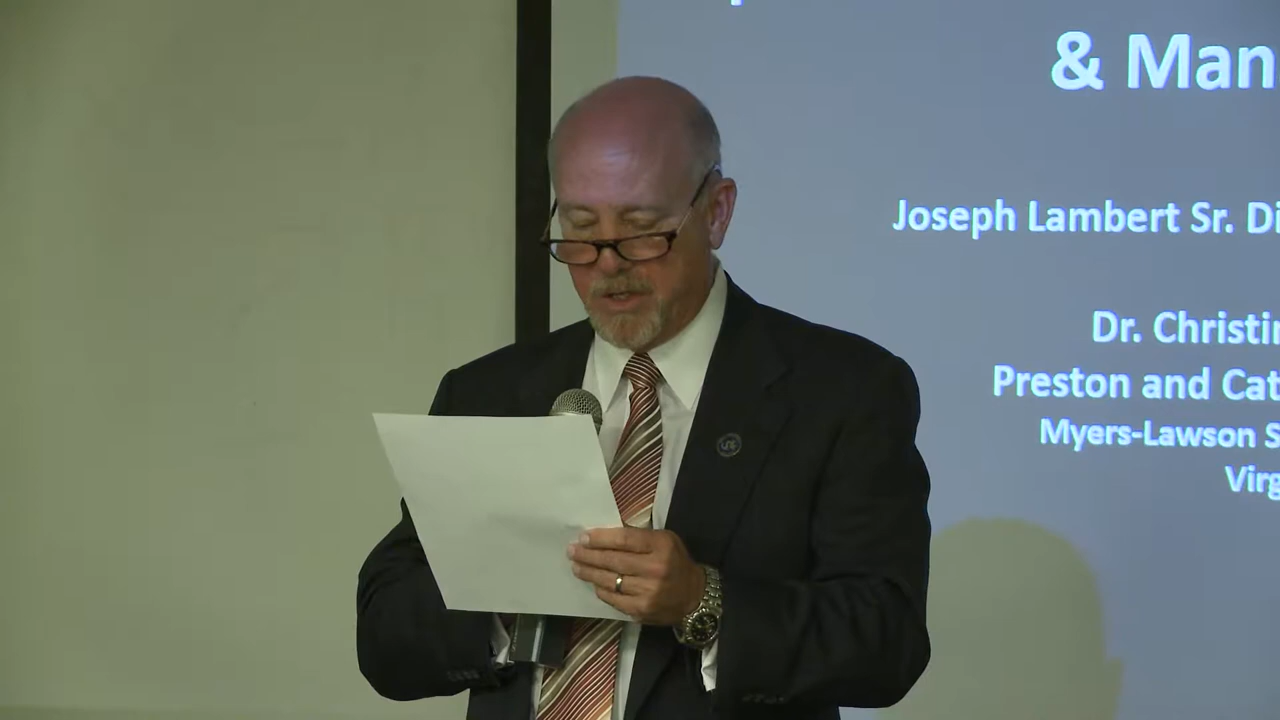 & Man
Joseph Lambert Sr. Di
Dr. Christin
Preston and Cat
Myers-Lawson S
Virg